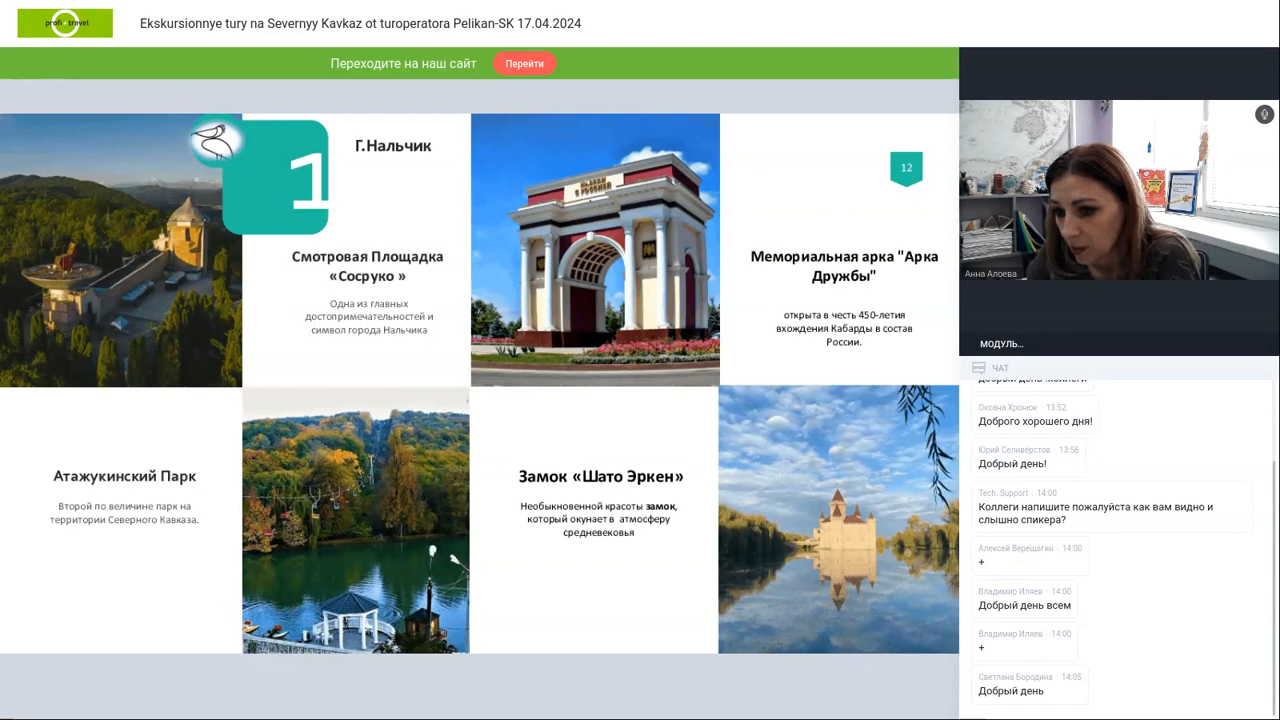 profi travel
Ekskursionnye tury na Severnyy Kavkaz ot turoperatora Pelikan-SK 17.04.2024
Переходите на наш сайт
Перейти
1
Г.Нальчик
Смотровая Площадка
«Сосруко »
Одна из главных
достопримечательностей и
символ города Нальчика
12
Мемориальная арка "Арка
Дружбы"
открыта в честь 450-летия
вхождения Кабарды в состав
России.
Атажукинский Парк
Второй по величине парк на
территории Северного Кавказа.
Замок «Шато Эркен»
Необыкновенной красоты замок,
который окунает в атмосферу
средневековья
Анна Алоева
МОДУЛЬ...
ЧАТ
Оксана Хронюк 13:52
Доброго хорошего дня!
Юрий Селивёрстов 13:56
Добрый день!
Tech. Support 14:00
Коллеги напишите пожалуйста как вам видно и
слышно спикера?
Алексей Верещагин 14:00
+
Владимир Иляев 14:00
Добрый день всем
Владимир Иляев 14:00
+
Светлана Бородина 14:05
Добрый день